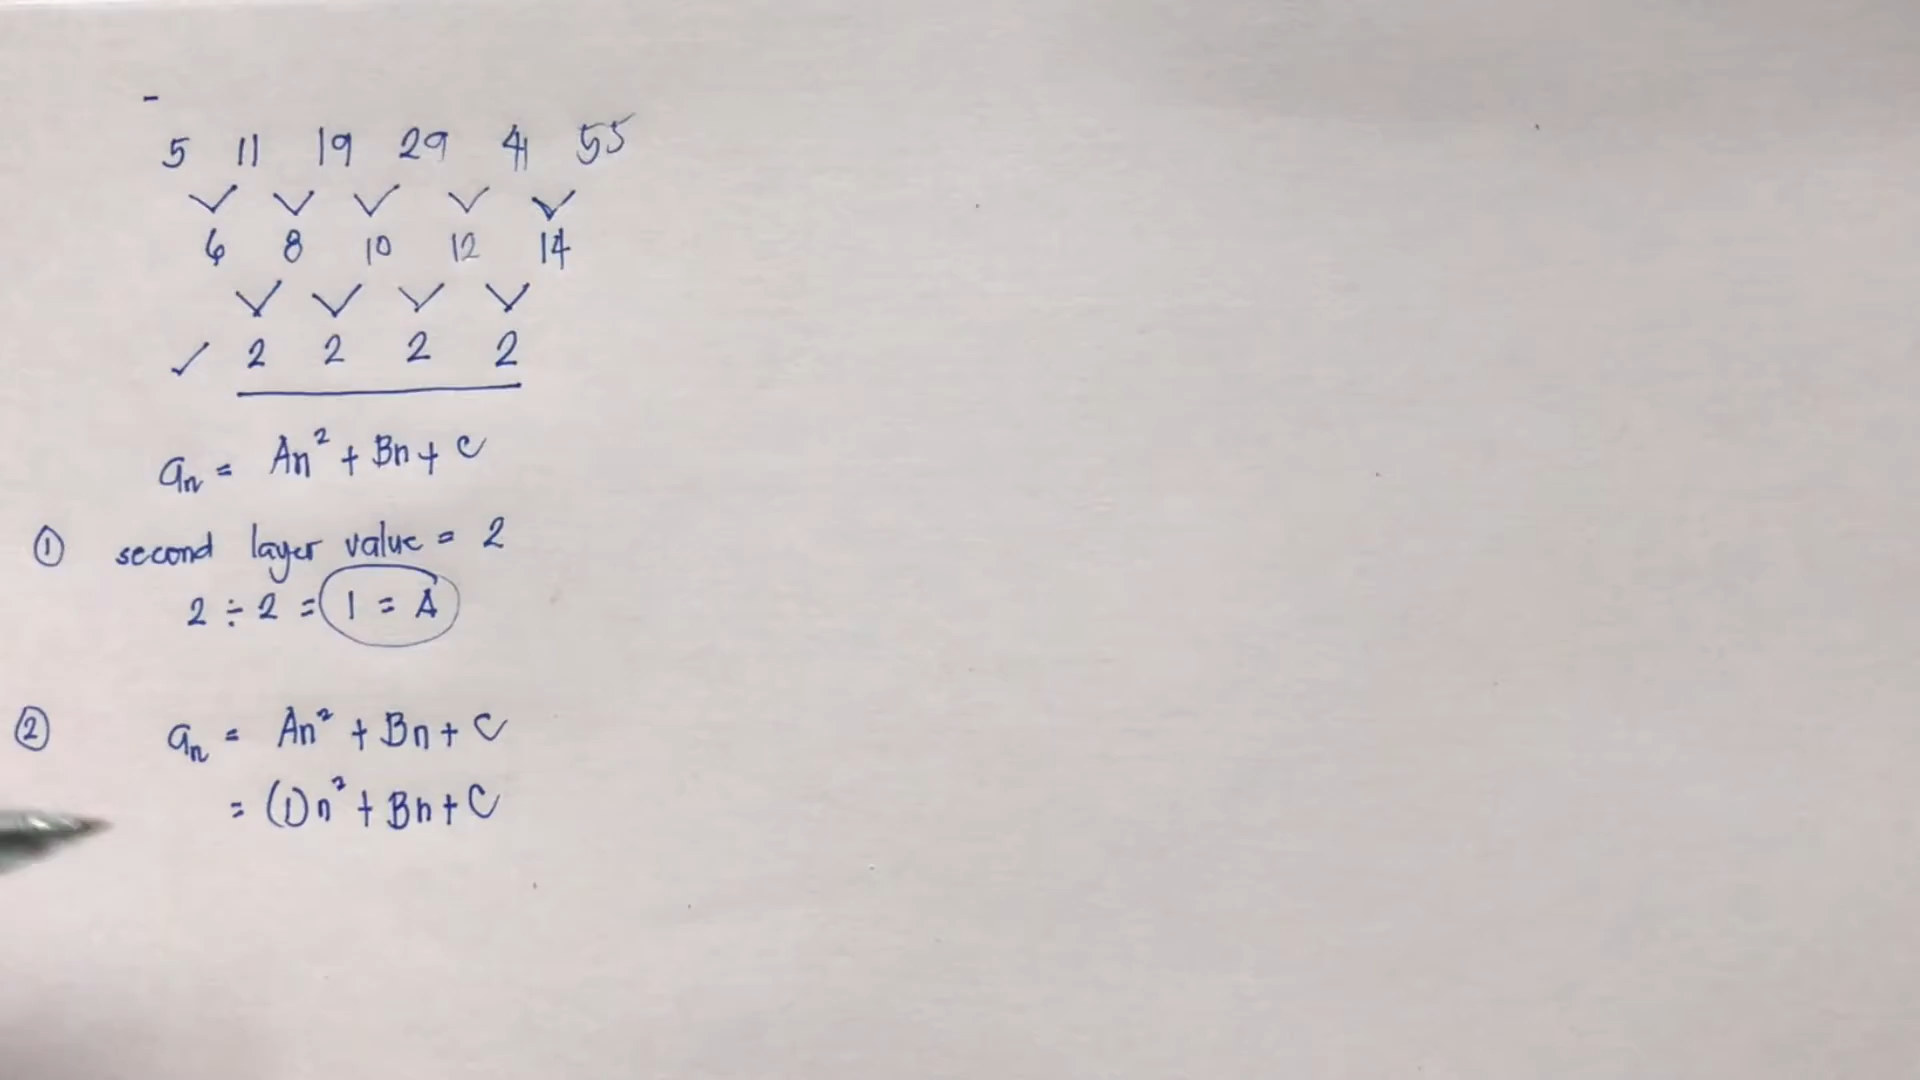 5 11 19 29 41 55
6 8 10 12 14
✓ 2 2 2 2
aₙ = An² + Bn + C
① second layer value = 2
2 ÷ 2 = 1 = A
② aₙ = An² + Bn + C
= (1)n² + Bn + C